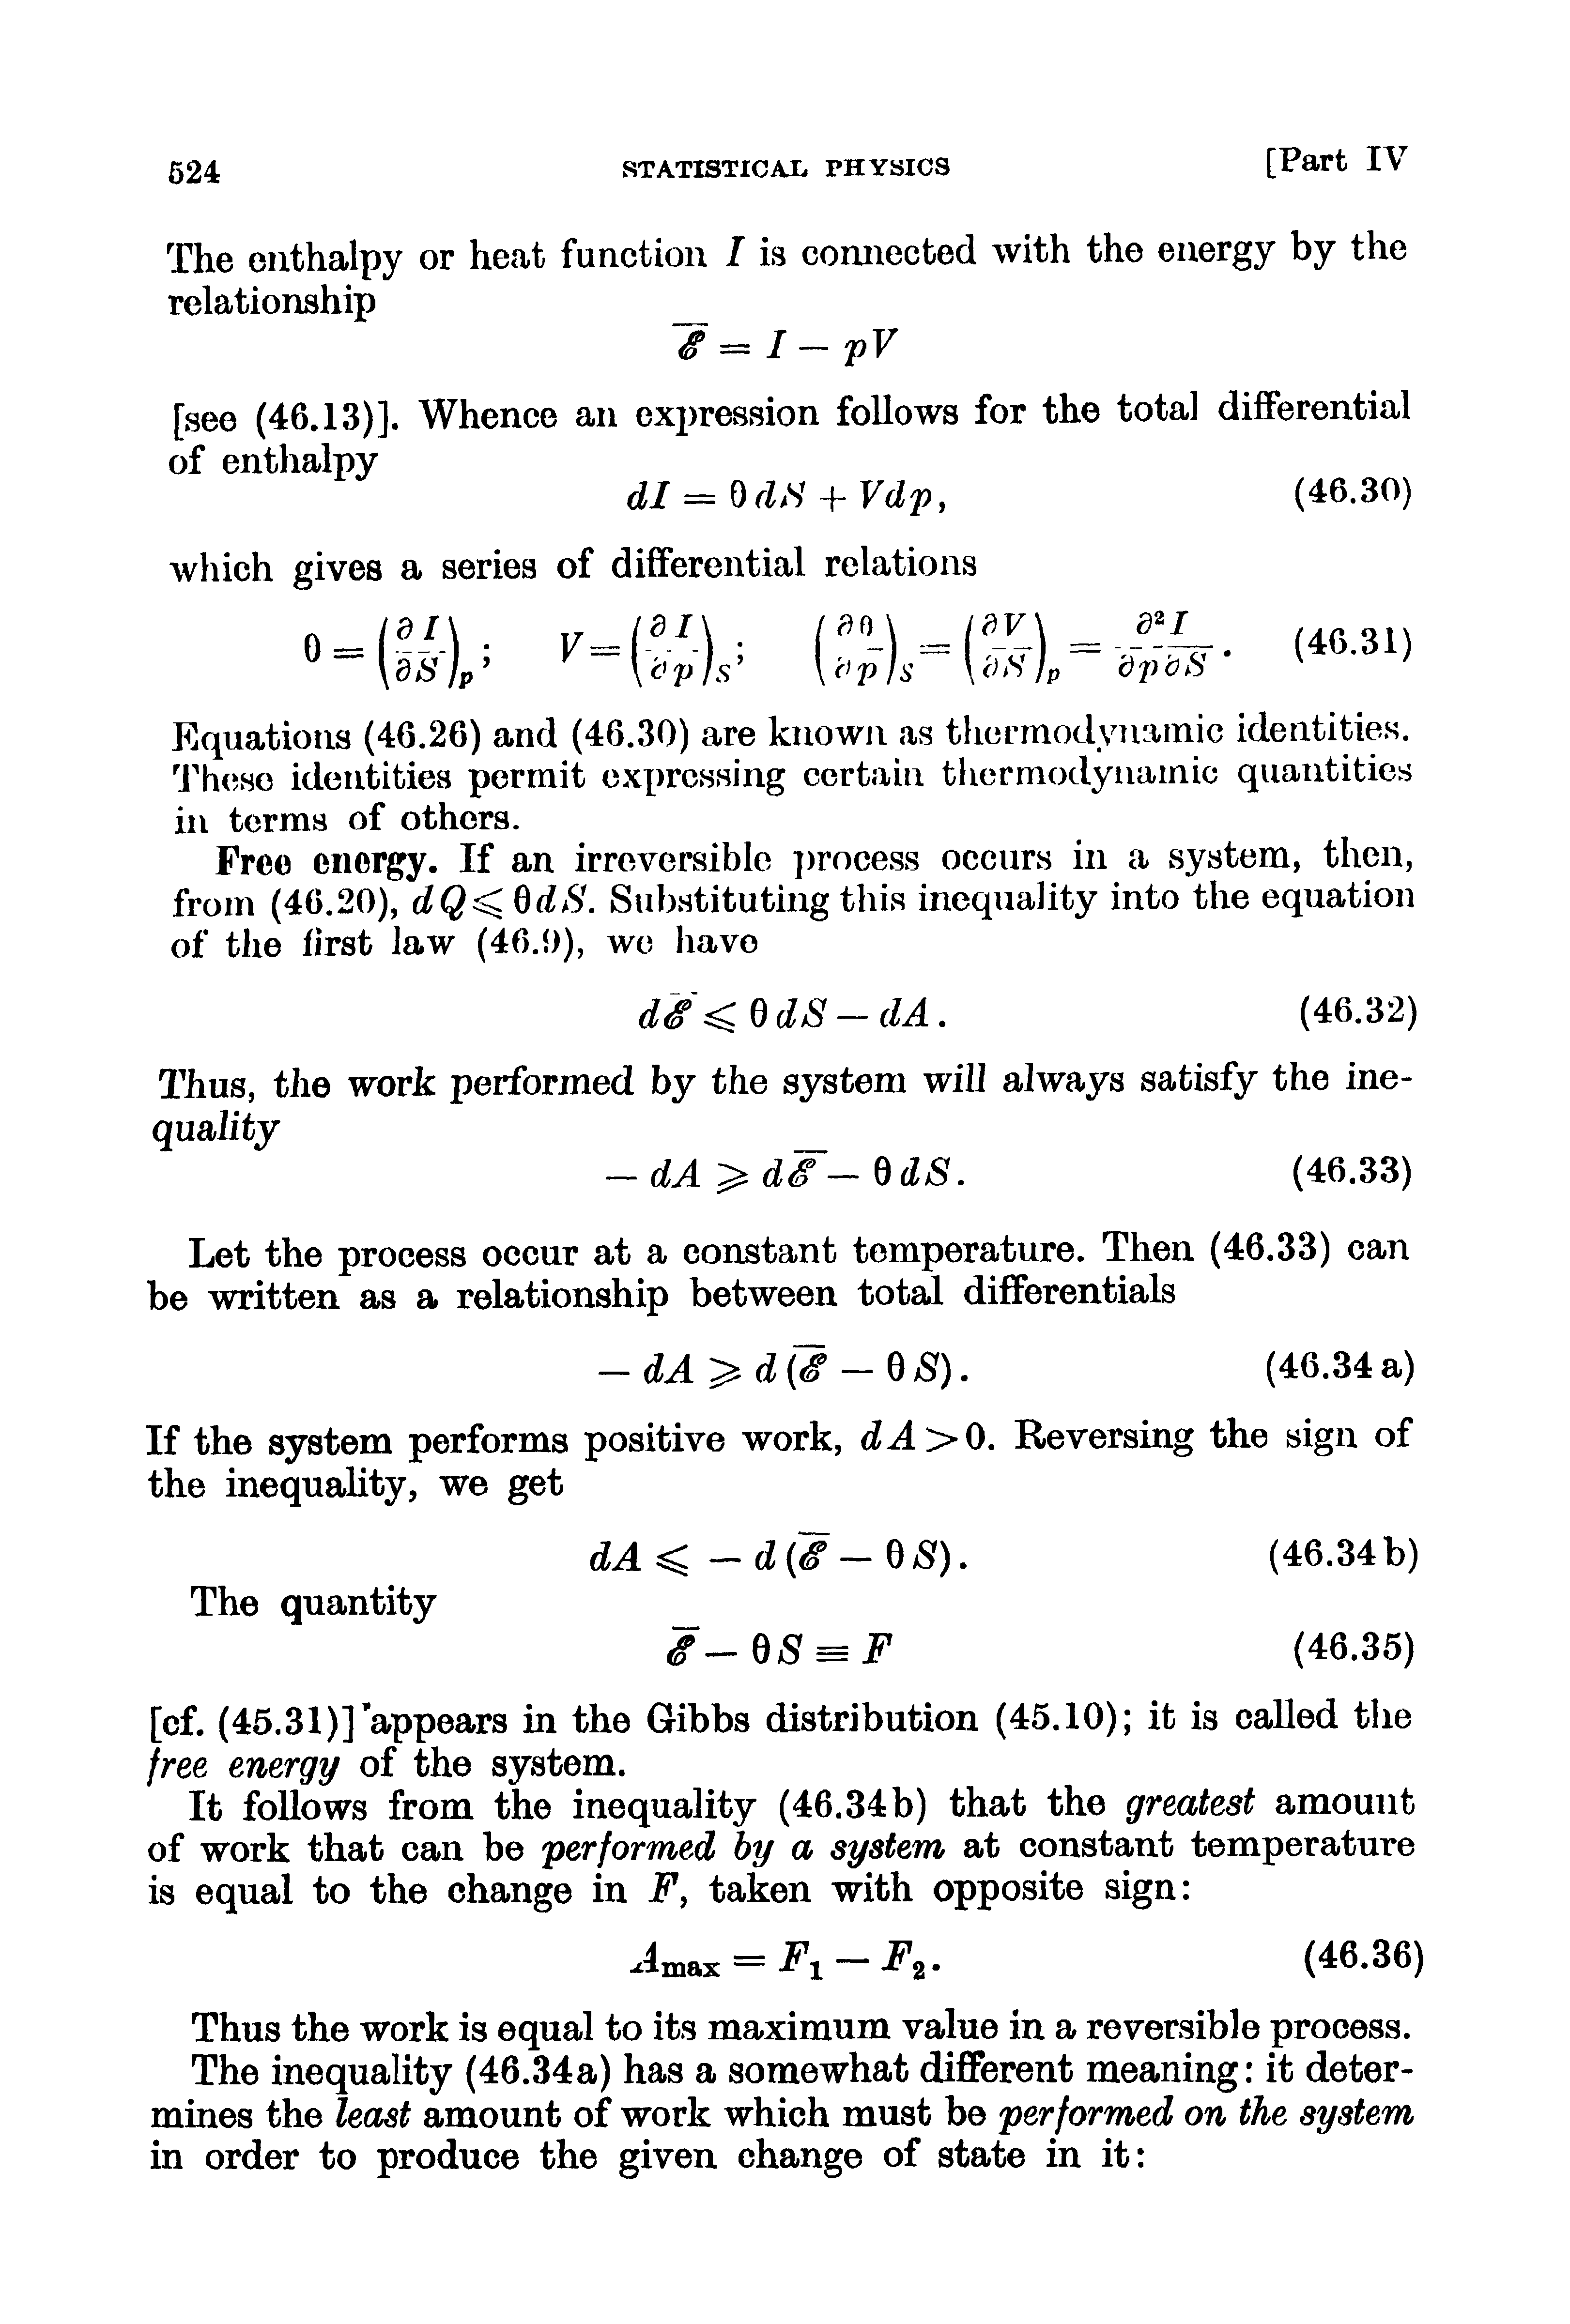 524 STATISTICAL PHYSICS [Part IV
The enthalpy or heat function I is connected with the energy by the
relationship
$\overline{\mathscr{E}} = I - pV$
[see (46.13)]. Whence an expression follows for the total differential
of enthalpy
$dI = \theta\, dS + V dp,$ (46.30)
which gives a series of differential relations
$\theta = \left(\frac{\partial I}{\partial S}\right)_p; \quad V = \left(\frac{\partial I}{\partial p}\right)_S; \quad \left(\frac{\partial \theta}{\partial p}\right)_S = \left(\frac{\partial V}{\partial S}\right)_p = \frac{\partial^2 I}{\partial p \partial S}.$ (46.31)
Equations (46.26) and (46.30) are known as thermodynamic identities.
These identities permit expressing certain thermodynamic quantities
in terms of others.
Free energy. If an irreversible process occurs in a system, then,
from (46.20), $dQ \leqslant \theta dS$. Substituting this inequality into the equation
of the first law (46.9), we have
$d\overline{\mathscr{E}} \leqslant \theta\, dS - dA.$ (46.32)
Thus, the work performed by the system will always satisfy the ine-
quality
$- dA \geqslant d\overline{\mathscr{E}} - \theta\, dS.$ (46.33)
Let the process occur at a constant temperature. Then (46.33) can
be written as a relationship between total differentials
$- dA \geqslant d(\overline{\mathscr{E}} - \theta S).$ (46.34a)
If the system performs positive work, $dA > 0$. Reversing the sign of
the inequality, we get
$dA \leqslant - d(\overline{\mathscr{E}} - \theta S).$ (46.34b)
The quantity
$\overline{\mathscr{E}} - \theta S \equiv F$ (46.35)
[cf. (45.31)] appears in the Gibbs distribution (45.10); it is called the
free energy of the system.
It follows from the inequality (46.34b) that the greatest amount
of work that can be performed by a system at constant temperature
is equal to the change in F, taken with opposite sign:
$A_{\max} = F_1 - F_2.$ (46.36)
Thus the work is equal to its maximum value in a reversible process.
The inequality (46.34a) has a somewhat different meaning: it deter-
mines the least amount of work which must be performed on the system
in order to produce the given change of state in it: